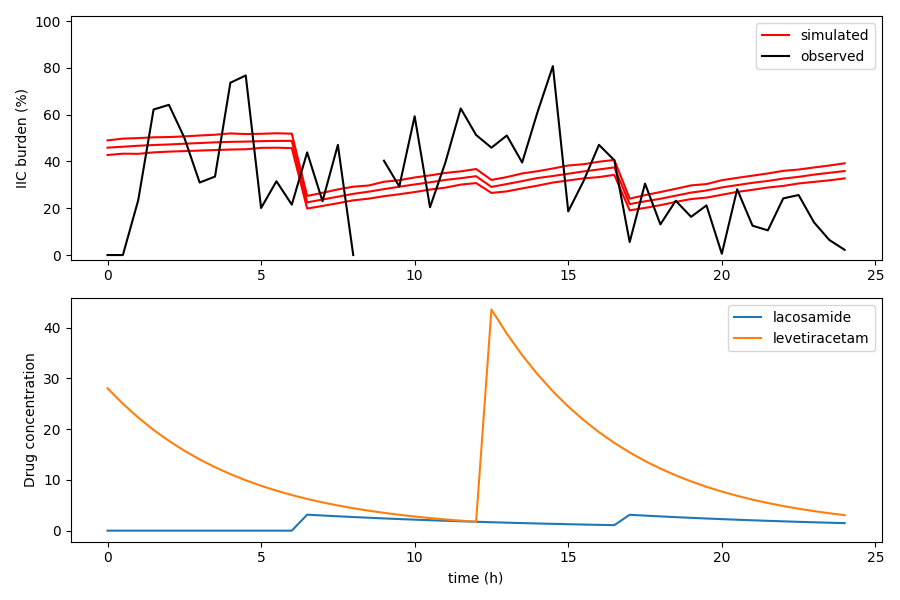 100
80
60
40
20
0
IIC burden (%)
simulated
observed
0 5 10 15 20 25
40
30
20
10
0
Drug concentration
lacosamide
levetiracetam
0 5 10 15 20 25
time (h)